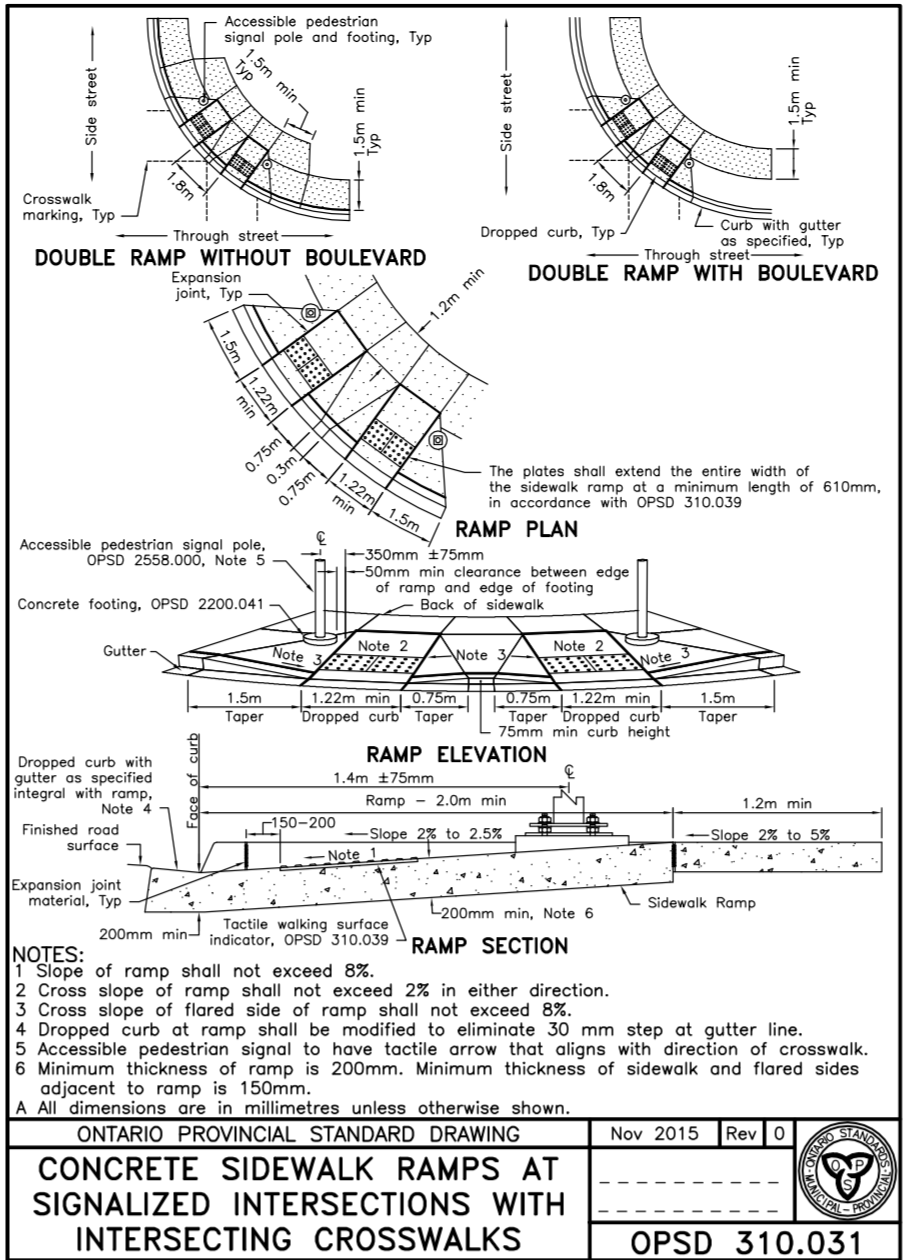 Accessible pedestrian
signal pole and footing, Typ
1.5m min
Typ
1.5m min
Typ
Side street
1.8m
Crosswalk
marking, Typ
Through street
DOUBLE RAMP WITHOUT BOULEVARD
Side street
1.5m min
Typ
1.8m
Dropped curb, Typ
Curb with gutter
as specified, Typ
Through street
DOUBLE RAMP WITH BOULEVARD
Expansion
joint, Typ
1.2m min
1.5m
1.22m
min
0.75m
0.3m
0.75m
1.22m
min
1.5m
The plates shall extend the entire width of
the sidewalk ramp at a minimum length of 610mm,
in accordance with OPSD 310.039
RAMP PLAN
Accessible pedestrian signal pole,
OPSD 2558.000, Note 5
℄
350mm ±75mm
50mm min clearance between edge
of ramp and edge of footing
Concrete footing, OPSD 2200.041
Back of sidewalk
Gutter
Note 3
Note 2
Note 3
Note 2
Note 3
1.5m
Taper
1.22m min
Dropped curb
0.75m
Taper
0.75m
Taper
1.22m min
Dropped curb
1.5m
Taper
75mm min curb height
RAMP ELEVATION
Dropped curb with
gutter as specified
integral with ramp,
Note 4
Face of curb
1.4m ±75mm
℄
Ramp – 2.0m min
1.2m min
Finished road
surface
150–200
Slope 2% to 2.5%
Slope 2% to 5%
Note 1
Expansion joint
material, Typ
200mm min
Tactile walking surface
indicator, OPSD 310.039
200mm min, Note 6
Sidewalk Ramp
RAMP SECTION
NOTES:
1 Slope of ramp shall not exceed 8%.
2 Cross slope of ramp shall not exceed 2% in either direction.
3 Cross slope of flared side of ramp shall not exceed 8%.
4 Dropped curb at ramp shall be modified to eliminate 30 mm step at gutter line.
5 Accessible pedestrian signal to have tactile arrow that aligns with direction of crosswalk.
6 Minimum thickness of ramp is 200mm. Minimum thickness of sidewalk and flared sides
adjacent to ramp is 150mm.
A All dimensions are in millimetres unless otherwise shown.
ONTARIO PROVINCIAL STANDARD DRAWING
Nov 2015
Rev 0
CONCRETE SIDEWALK RAMPS AT
SIGNALIZED INTERSECTIONS WITH
INTERSECTING CROSSWALKS
OPSD 310.031
ONTARIO STANDARDS
MUNICIPAL – PROVINCIAL
O P
S